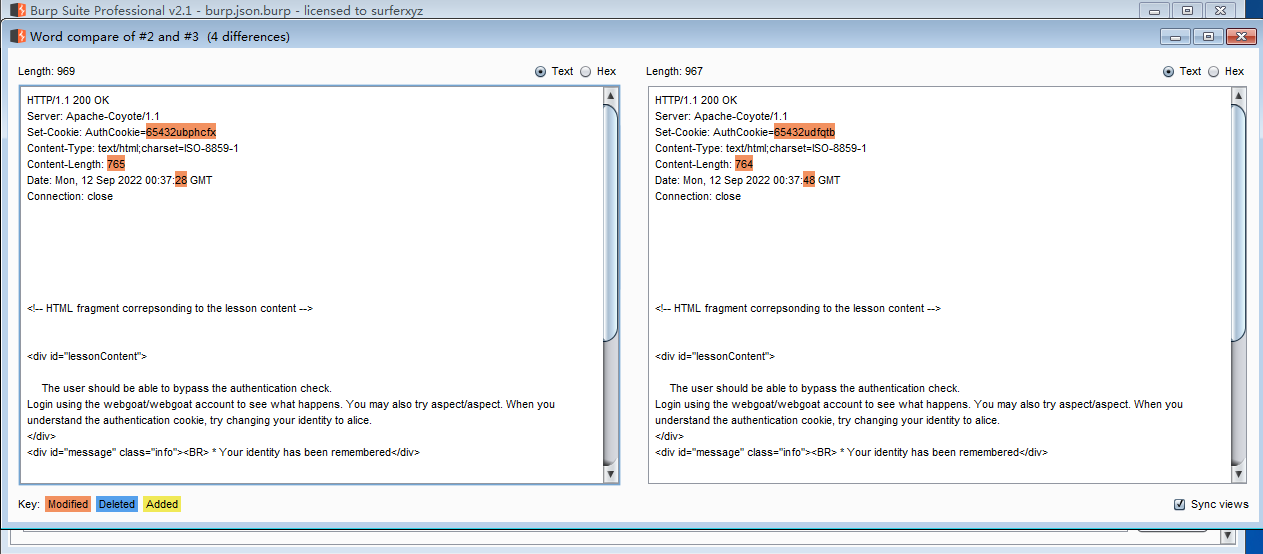 Burp Suite Professional v2.1 - burp.json.burp - licensed to surferxyz
Word compare of #2 and #3 (4 differences)
Length: 969
Text
Hex
HTTP/1.1 200 OK
Server: Apache-Coyote/1.1
Set-Cookie: AuthCookie=65432ubphcfx
Content-Type: text/html;charset=ISO-8859-1
Content-Length: 765
Date: Mon, 12 Sep 2022 00:37:28 GMT
Connection: close
<!-- HTML fragment correpsonding to the lesson content -->
<div id="lessonContent">
The user should be able to bypass the authentication check.
Login using the webgoat/webgoat account to see what happens. You may also try aspect/aspect. When you
understand the authentication cookie, try changing your identity to alice.
</div>
<div id="message" class="info"><BR> * Your identity has been remembered</div>
Length: 967
Text
Hex
HTTP/1.1 200 OK
Server: Apache-Coyote/1.1
Set-Cookie: AuthCookie=65432udfqtb
Content-Type: text/html;charset=ISO-8859-1
Content-Length: 764
Date: Mon, 12 Sep 2022 00:37:48 GMT
Connection: close
<!-- HTML fragment correpsonding to the lesson content -->
<div id="lessonContent">
The user should be able to bypass the authentication check.
Login using the webgoat/webgoat account to see what happens. You may also try aspect/aspect. When you
understand the authentication cookie, try changing your identity to alice.
</div>
<div id="message" class="info"><BR> * Your identity has been remembered</div>
Key: Modified Deleted Added
Sync views